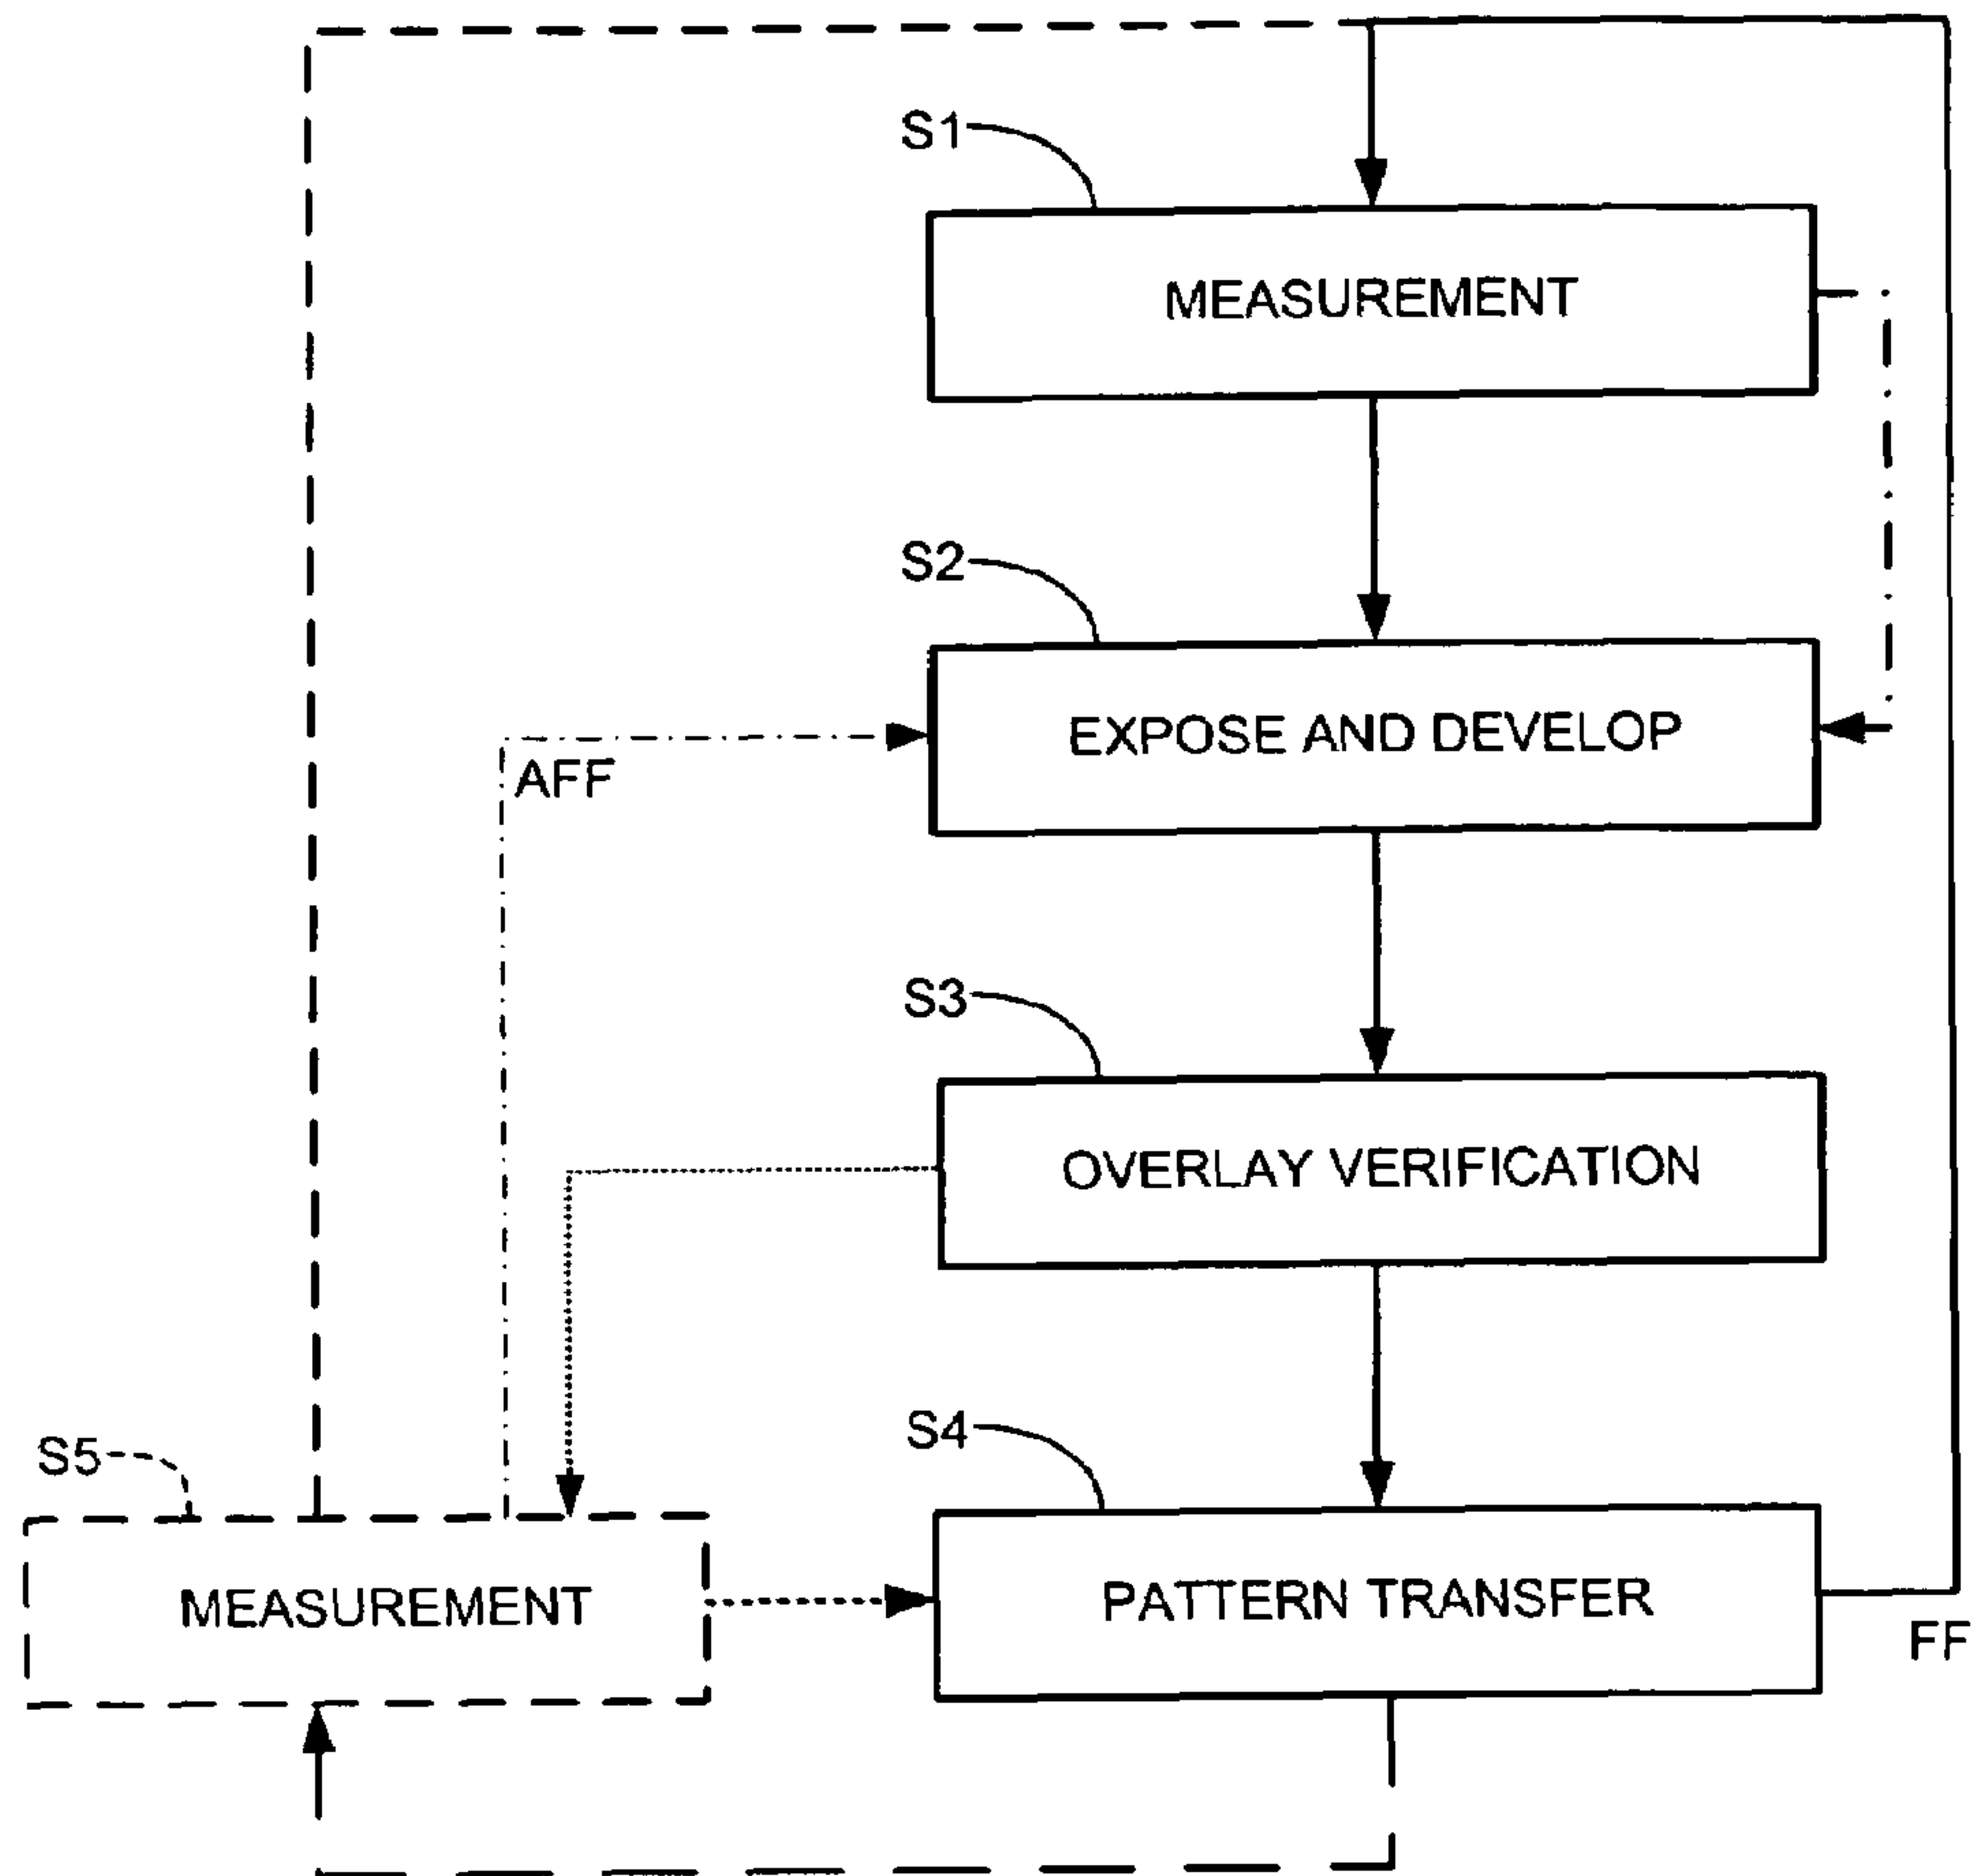 S1
MEASUREMENT
S2
EXPOSE AND DEVELOP
AFF
S3
OVERLAY VERIFICATION
S4
S5
MEASUREMENT
PATTERN TRANSFER
FF